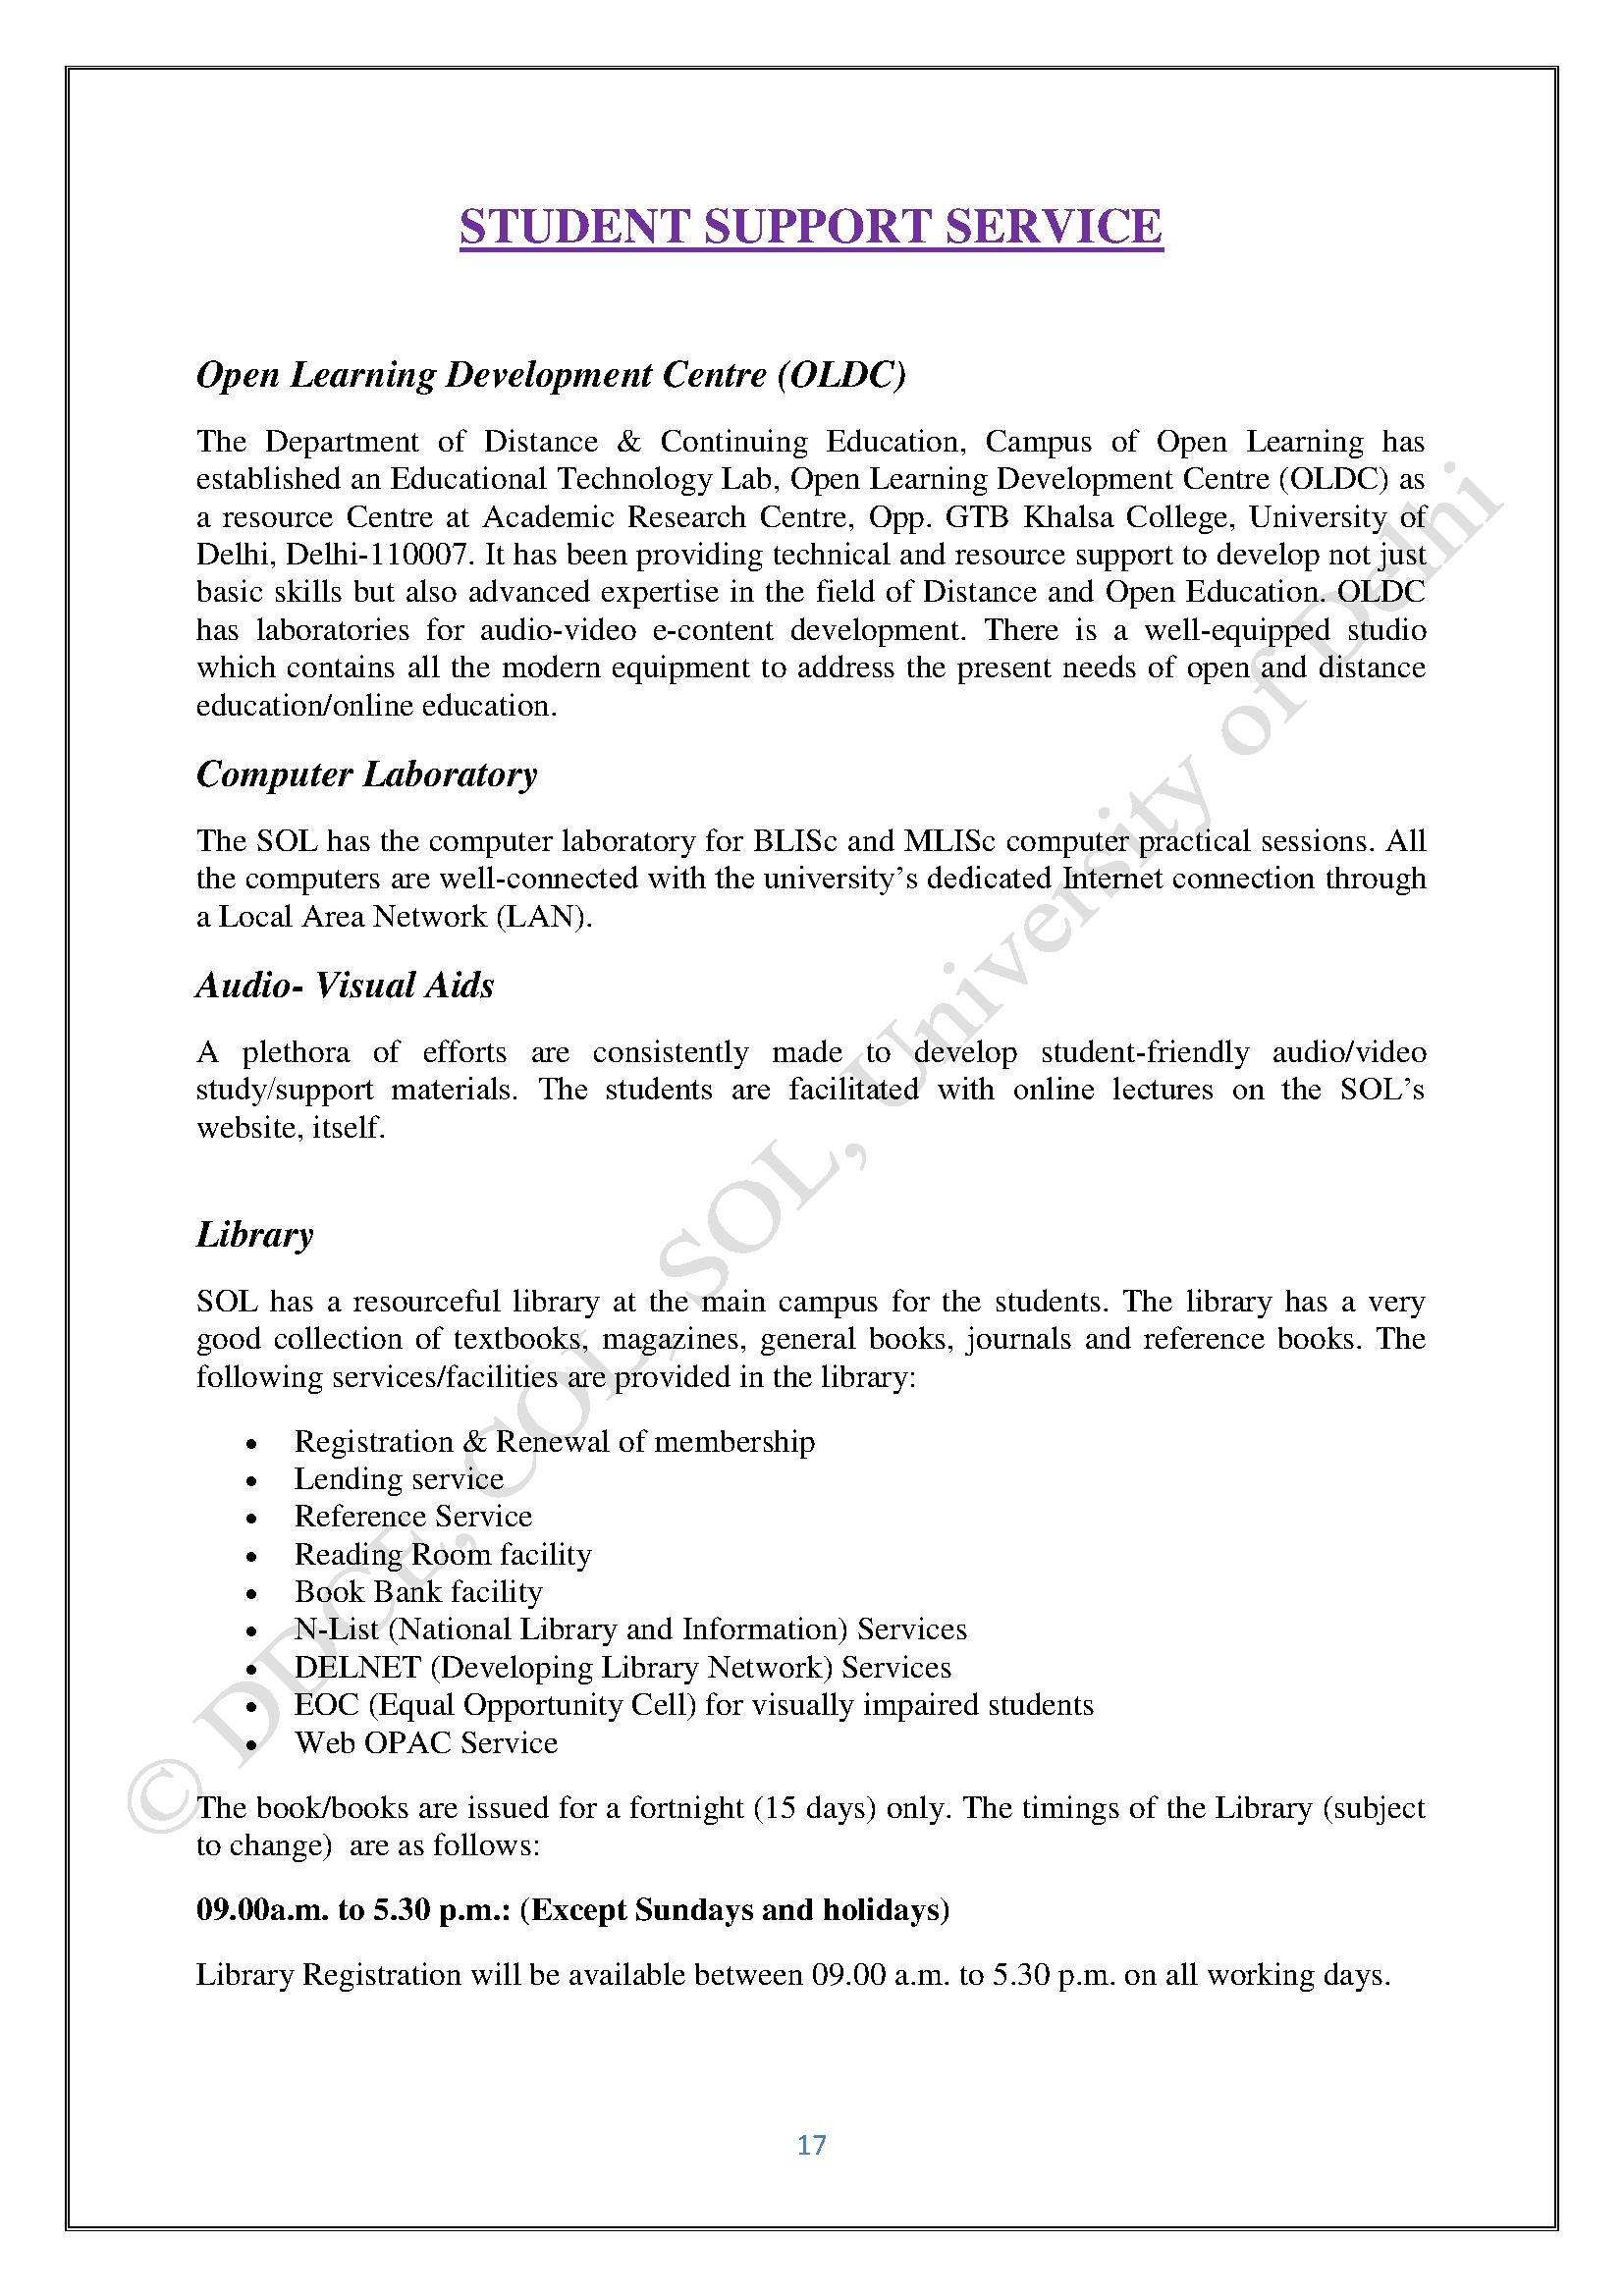 STUDENT SUPPORT SERVICE
Open Learning Development Centre (OLDC)
The Department of Distance & Continuing Education, Campus of Open Learning has
established an Educational Technology Lab, Open Learning Development Centre (OLDC) as
a resource Centre at Academic Research Centre, Opp. GTB Khalsa College, University of
Delhi, Delhi-110007. It has been providing technical and resource support to develop not just
basic skills but also advanced expertise in the field of Distance and Open Education. OLDC
has laboratories for audio-video e-content development. There is a well-equipped studio
which contains all the modern equipment to address the present needs of open and distance
education/online education.
Computer Laboratory
The SOL has the computer laboratory for BLISc and MLISc computer practical sessions. All
the computers are well-connected with the university’s dedicated Internet connection through
a Local Area Network (LAN).
Audio- Visual Aids
A plethora of efforts are consistently made to develop student-friendly audio/video
study/support materials. The students are facilitated with online lectures on the SOL’s
website, itself.
Library
SOL has a resourceful library at the main campus for the students. The library has a very
good collection of textbooks, magazines, general books, journals and reference books. The
following services/facilities are provided in the library:
• Registration & Renewal of membership
• Lending service
• Reference Service
• Reading Room facility
• Book Bank facility
• N-List (National Library and Information) Services
• DELNET (Developing Library Network) Services
• EOC (Equal Opportunity Cell) for visually impaired students
• Web OPAC Service
The book/books are issued for a fortnight (15 days) only. The timings of the Library (subject
to change)  are as follows:
09.00a.m. to 5.30 p.m.: (Except Sundays and holidays)
Library Registration will be available between 09.00 a.m. to 5.30 p.m. on all working days.
17
© DDCE, COL, SOL, University of Delhi